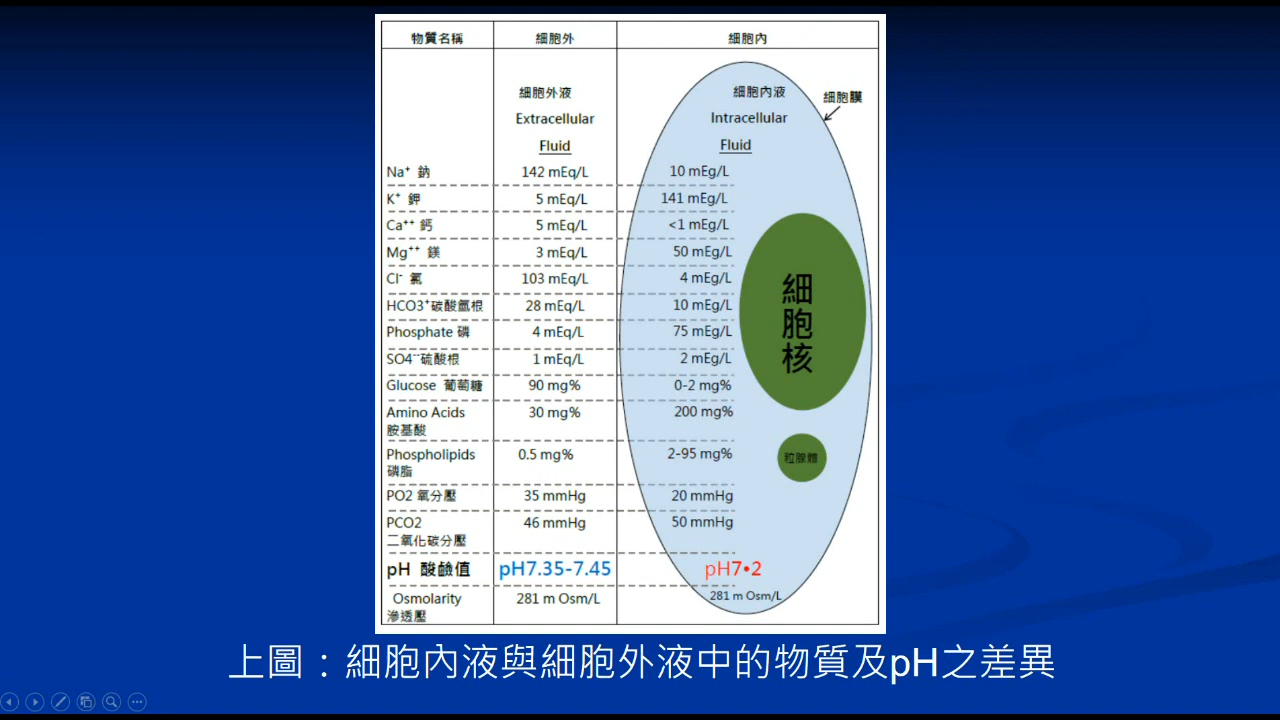 物質名稱 細胞外 細胞內
細胞外液 細胞內液 細胞膜
Extracellular Intracellular
Fluid Fluid
Na⁺ 鈉 142 mEq/L 10 mEg/L
K⁺ 鉀 5 mEq/L 141 mEg/L
Ca⁺⁺ 鈣 5 mEq/L <1 mEg/L
Mg⁺⁺ 鎂 3 mEq/L 50 mEg/L
Cl⁻ 氯 103 mEq/L 4 mEg/L
HCO3⁺碳酸氫根 28 mEq/L 10 mEg/L
Phosphate 磷 4 mEq/L 75 mEg/L
SO4⁻⁻硫酸根 1 mEq/L 2 mEg/L
細胞核
Glucose 葡萄糖 90 mg% 0-2 mg%
Amino Acids 30 mg% 200 mg%
胺基酸
Phospholipids 0.5 mg% 2-95 mg%
磷脂
粒腺體
PO2 氧分壓 35 mmHg 20 mmHg
PCO2 46 mmHg 50 mmHg
二氧化碳分壓
pH 酸鹼值 pH7.35-7.45 pH7•2
Osmolarity 281 m Osm/L 281 m Osm/L
滲透壓
上圖：細胞內液與細胞外液中的物質及pH之差異